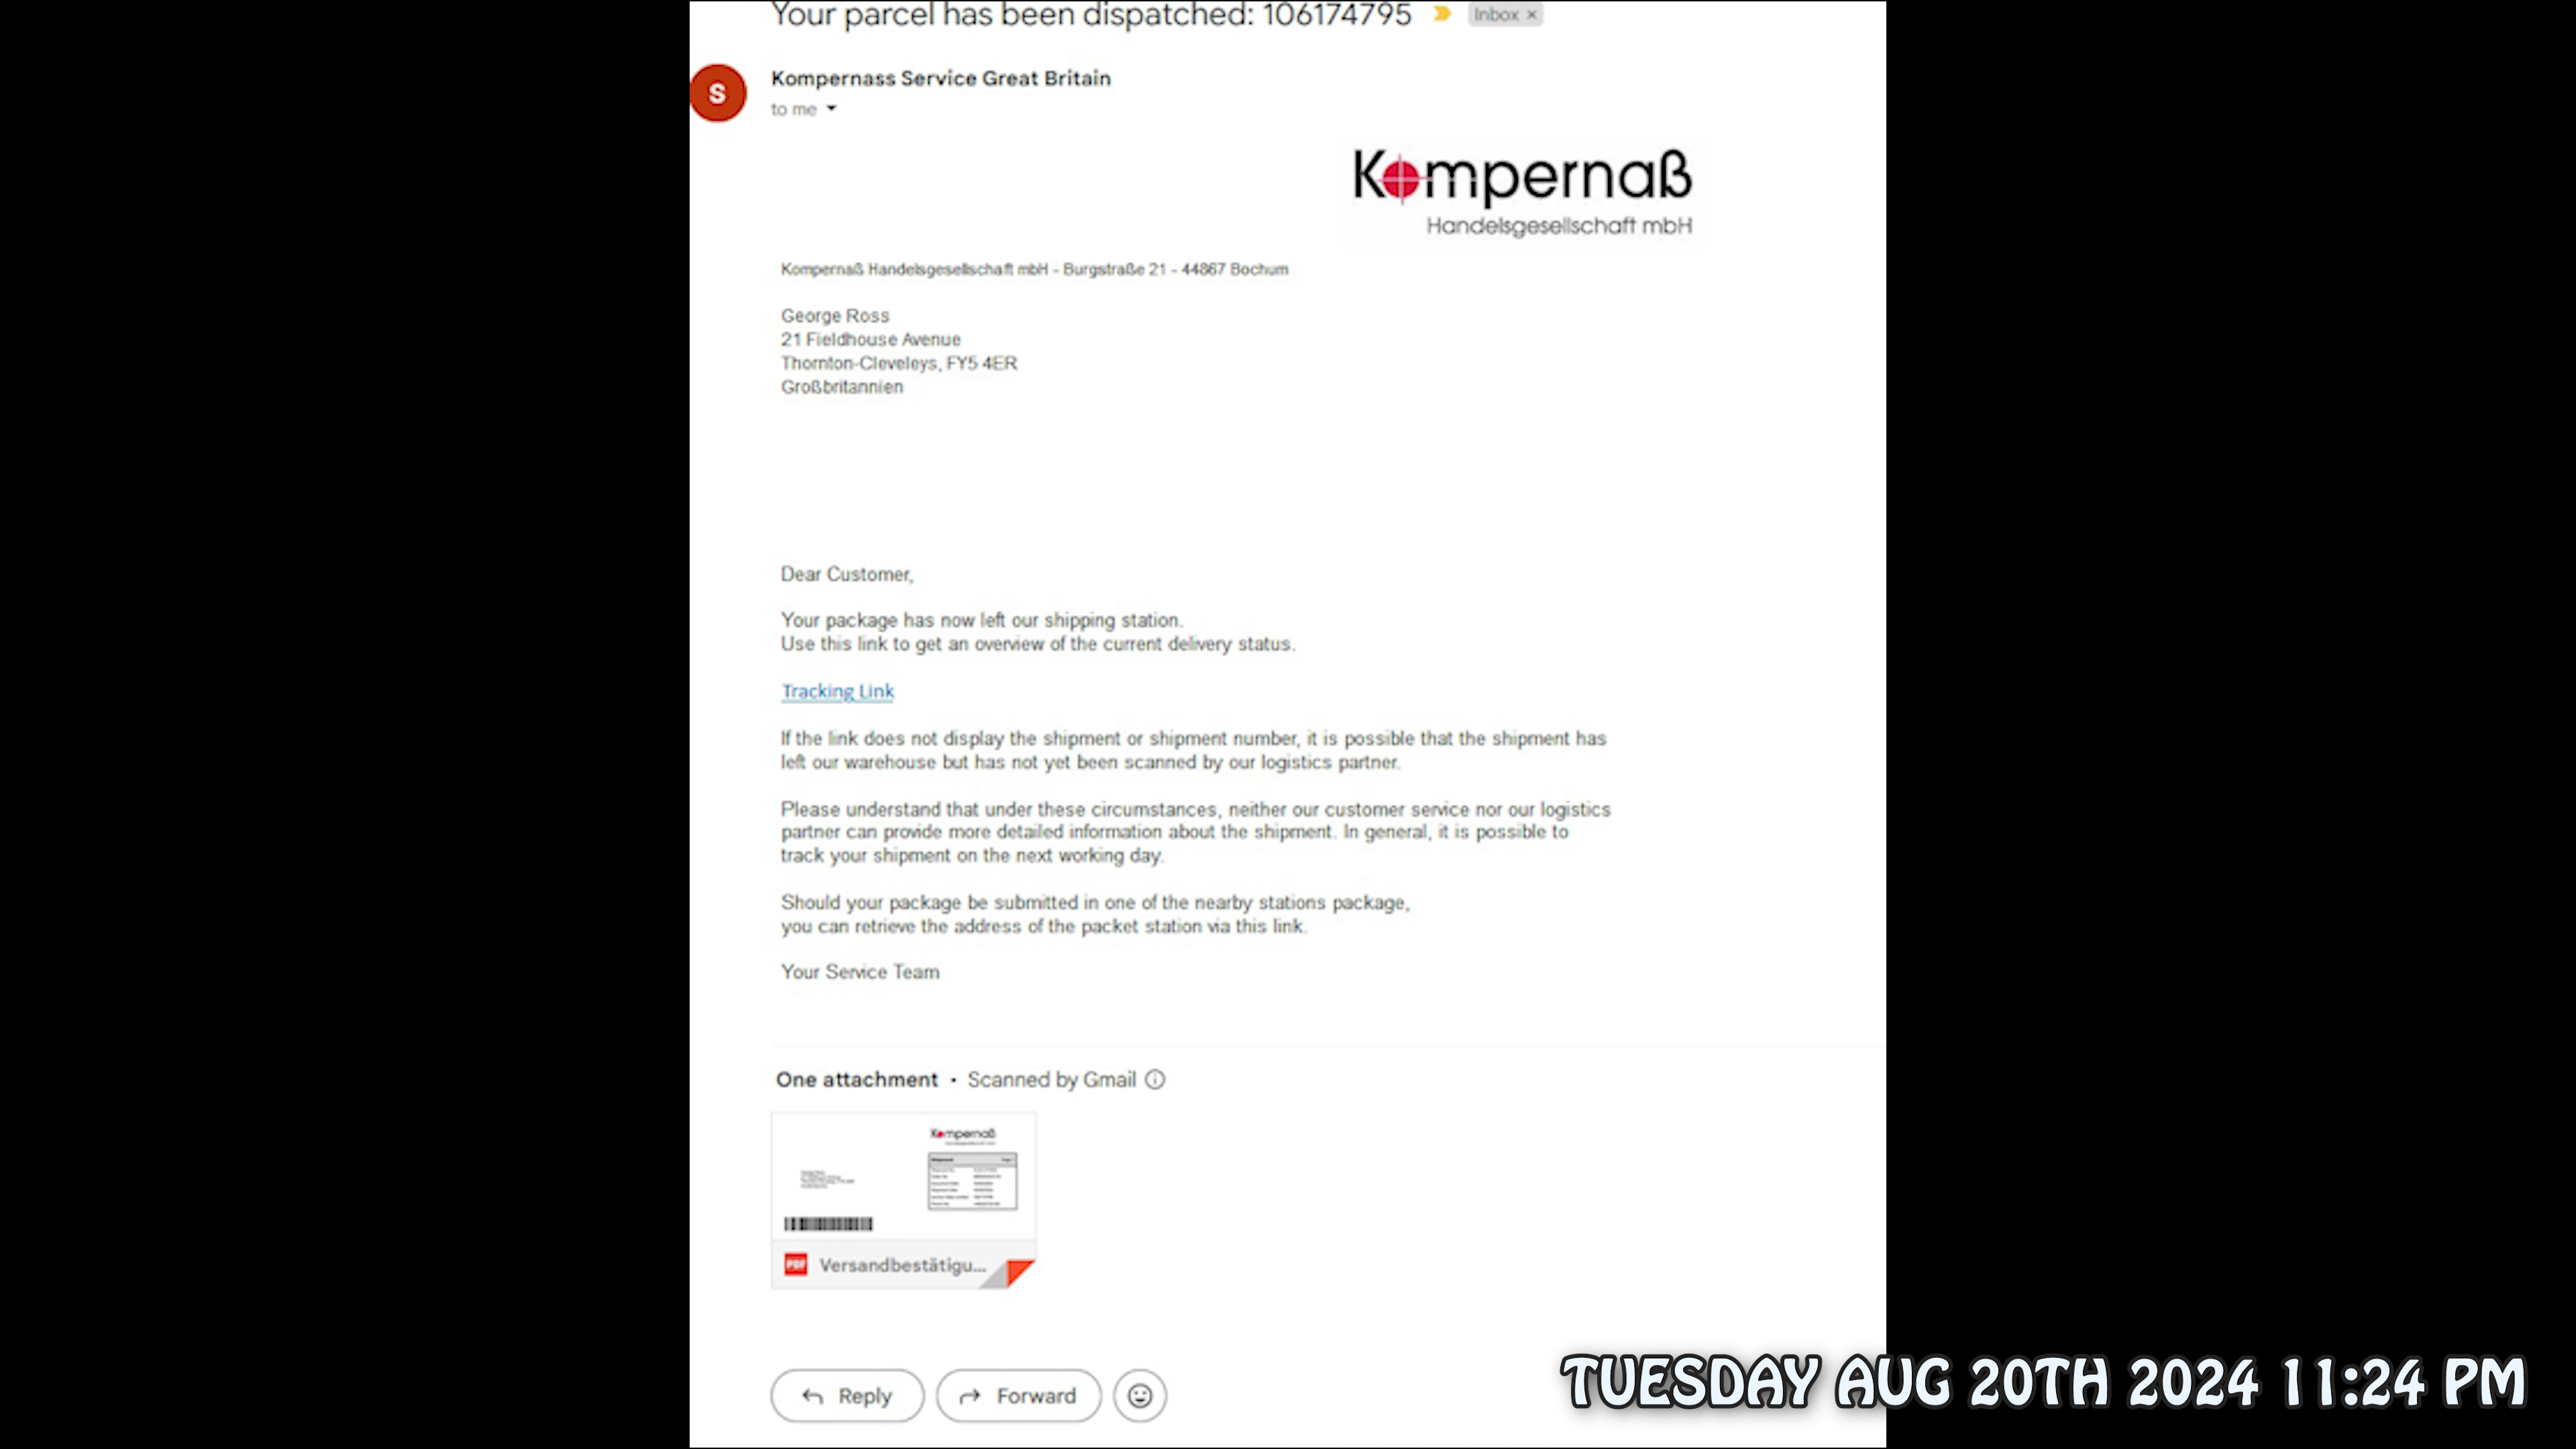 Your parcel has been dispatched: 106174795 Inbox ×
S
Kompernass Service Great Britain
to me
Kompernaß
Handelsgesellschaft mbH
Kompernaß Handelsgesellschaft mbH - Burgstraße 21 - 44867 Bochum
George Ross
21 Fieldhouse Avenue
Thornton-Cleveleys, FY5 4ER
Großbritannien
Dear Customer,
Your package has now left our shipping station.
Use this link to get an overview of the current delivery status.
Tracking Link
If the link does not display the shipment or shipment number, it is possible that the shipment has
left our warehouse but has not yet been scanned by our logistics partner.
Please understand that under these circumstances, neither our customer service nor our logistics
partner can provide more detailed information about the shipment. In general, it is possible to
track your shipment on the next working day.
Should your package be submitted in one of the nearby stations package,
you can retrieve the address of the packet station via this link.
Your Service Team
One attachment • Scanned by Gmail
Kompernaß
PDF Versandbestätigu...
Reply Forward
TUESDAY AUG 20TH 2024 11:24 PM